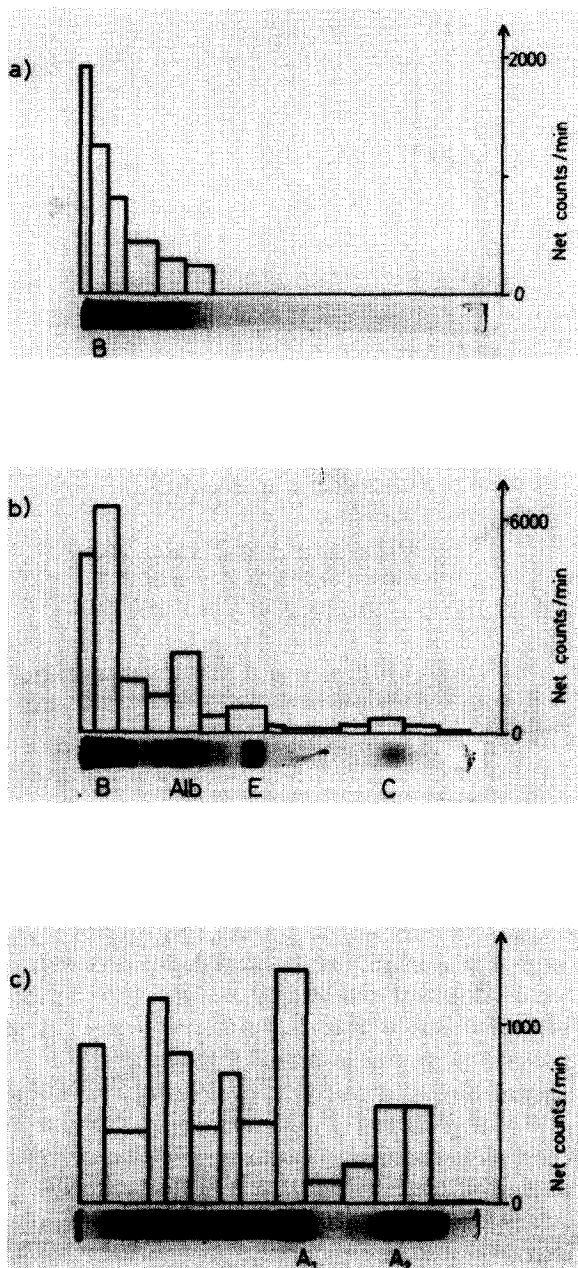 a)
2000
Net counts/min
0
B
b)
6000
Net counts/min
0
B Alb E C
c)
1000
Net counts/min
0
A₁ A₂